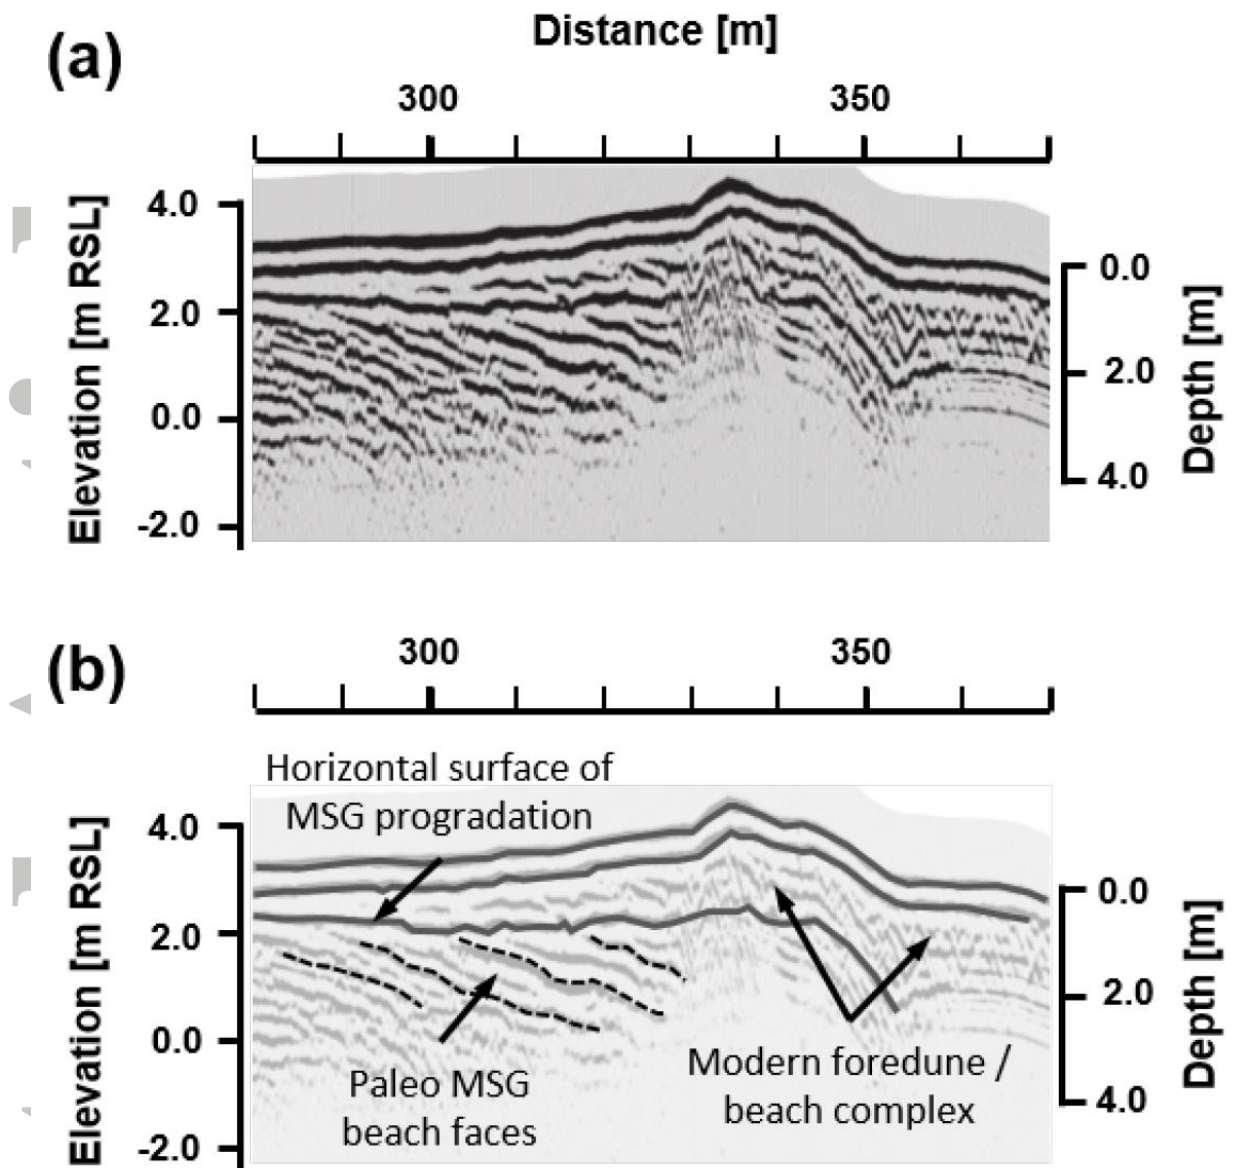 (a)
Distance [m]
300 350
Elevation [m RSL]
4.0
2.0
0.0
-2.0
0.0
2.0
4.0
Depth [m]
(b)
300 350
Horizontal surface of
MSG progradation
Elevation [m RSL]
4.0
2.0
0.0
-2.0
Paleo MSG
beach faces
Modern foredune /
beach complex
0.0
2.0
4.0
Depth [m]